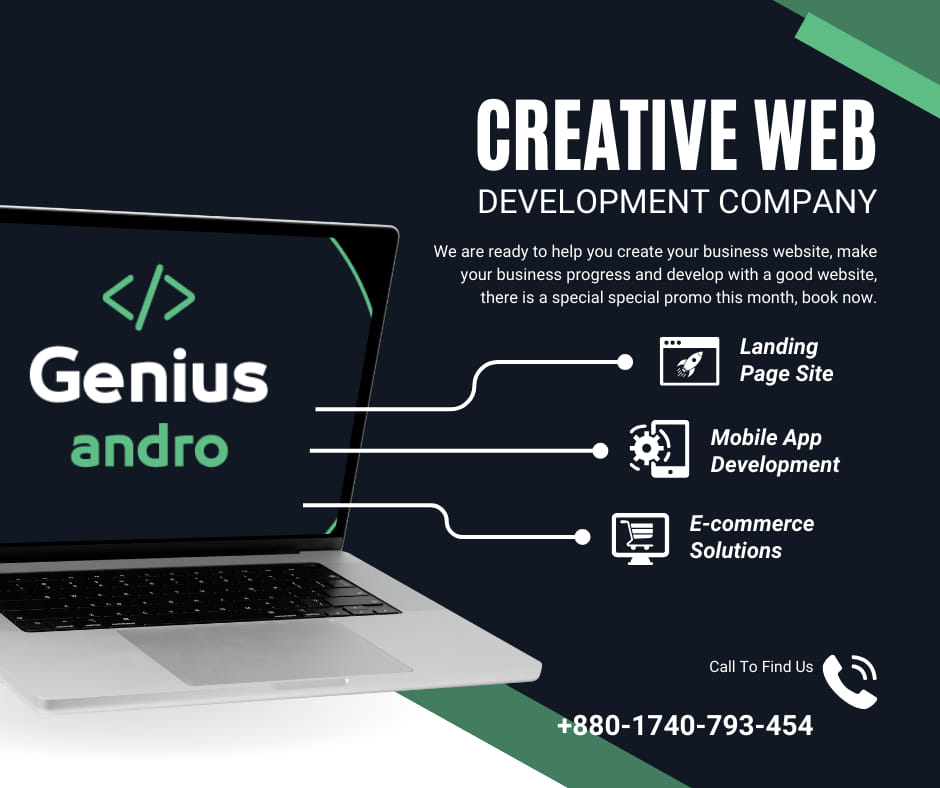 CREATIVE WEB
DEVELOPMENT COMPANY
We are ready to help you create your business website, make
your business progress and develop with a good website,
there is a special special promo this month, book now.
</>
Genius
andro
Landing
Page Site
Mobile App
Development
E-commerce
Solutions
Call To Find Us
+880-1740-793-454